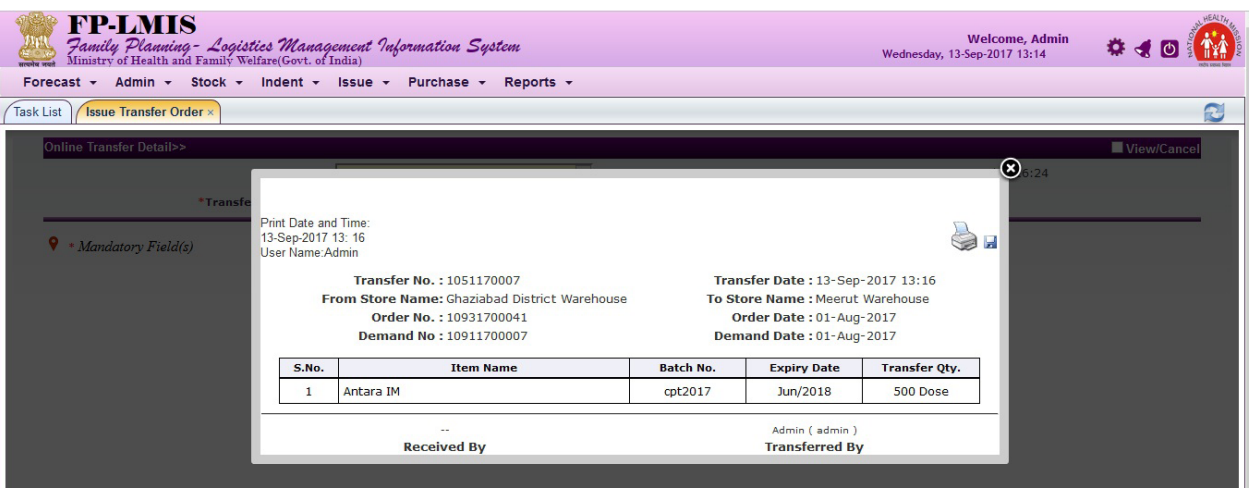 FP-LMIS
Family Planning - Logistics Management Information System
Ministry of Health and Family Welfare(Govt. of India)
Welcome, Admin
Wednesday, 13-Sep-2017 13:14
NATIONAL HEALTH MISSION
Forecast Admin Stock Indent Issue Purchase Reports
Task List Issue Transfer Order ×
Online Transfer Detail>> View/Cancel
6:24
*Transfe
* Mandatory Field(s)
Print Date and Time:
13-Sep-2017 13: 16
User Name:Admin
Transfer No. : 1051170007 Transfer Date : 13-Sep-2017 13:16
From Store Name: Ghaziabad District Warehouse To Store Name : Meerut Warehouse
Order No. : 10931700041 Order Date : 01-Aug-2017
Demand No : 10911700007 Demand Date : 01-Aug-2017
S.No. Item Name Batch No. Expiry Date Transfer Qty.
1 Antara IM cpt2017 Jun/2018 500 Dose
-- Admin ( admin )
Received By Transferred By